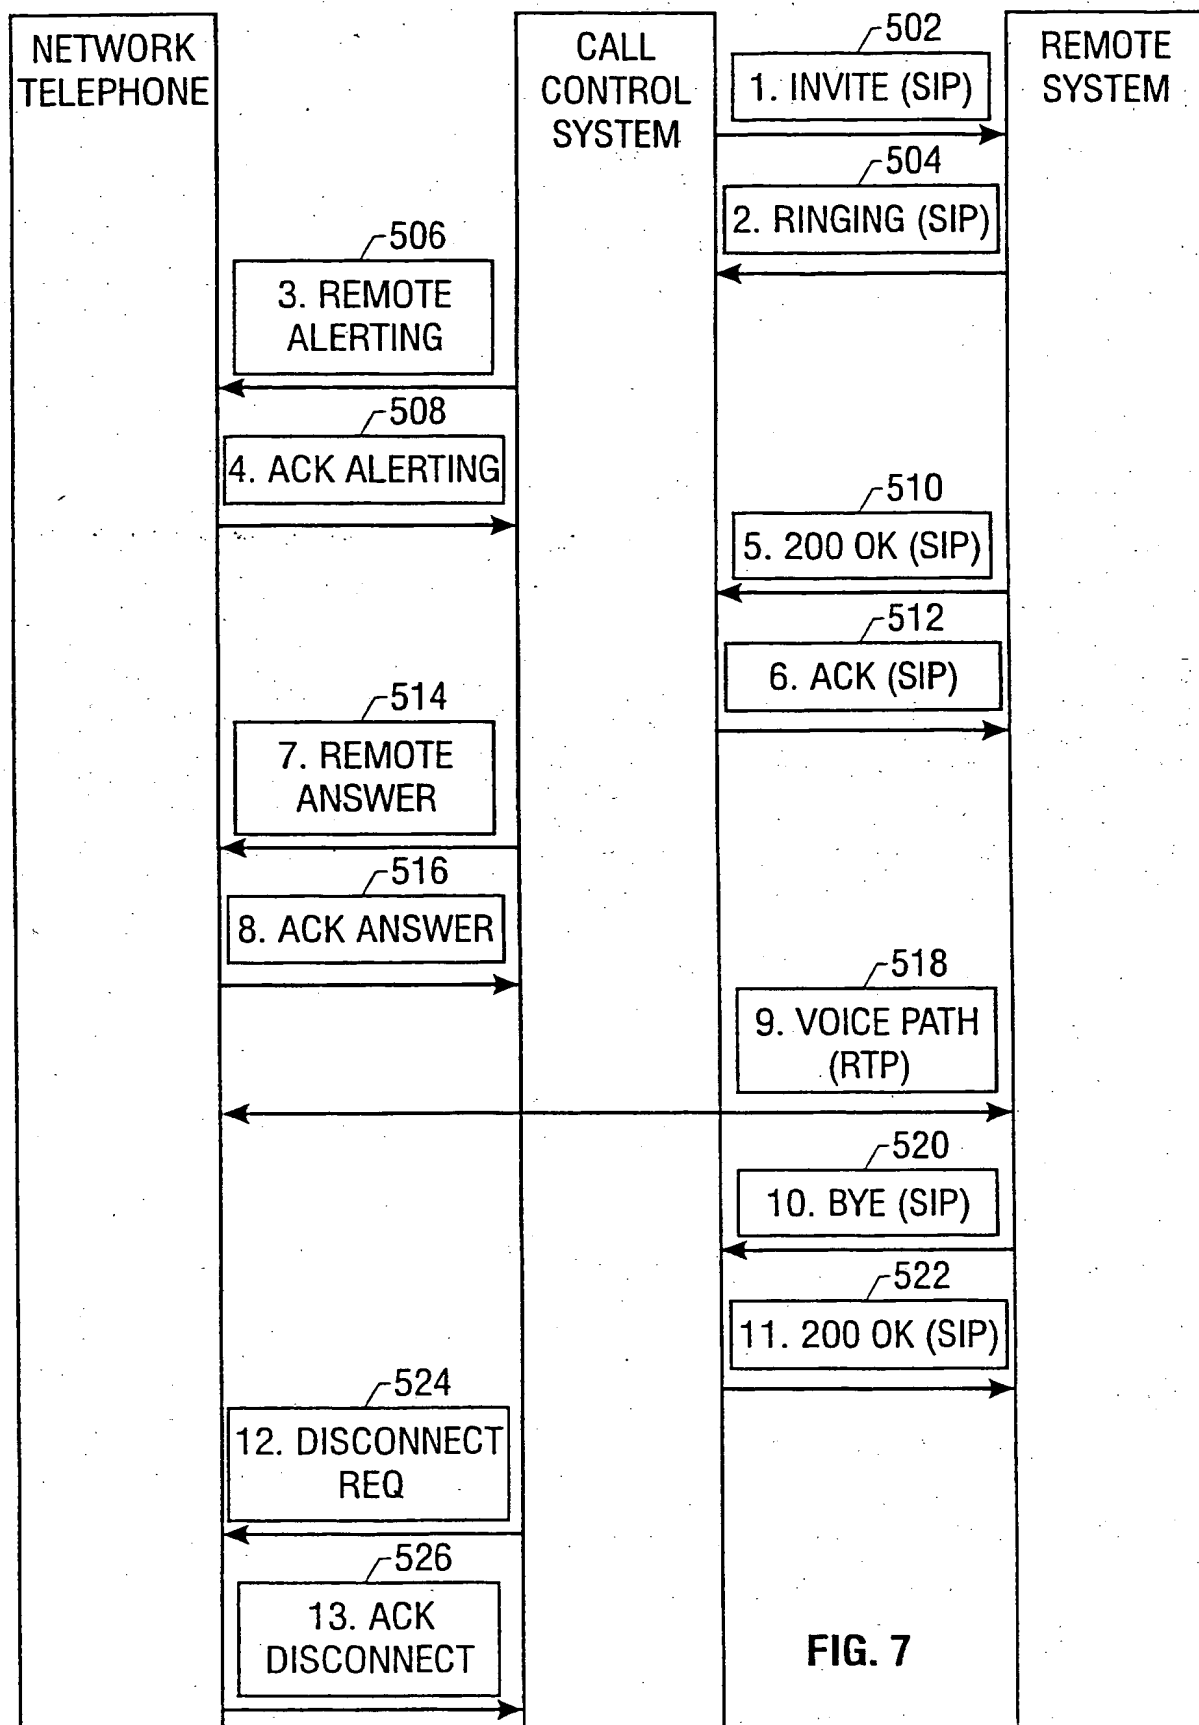 NETWORK
TELEPHONE
CALL
CONTROL
SYSTEM
REMOTE
SYSTEM
502
1. INVITE (SIP)
504
2. RINGING (SIP)
506
3. REMOTE
ALERTING
508
4. ACK ALERTING
510
5. 200 OK (SIP)
512
6. ACK (SIP)
514
7. REMOTE
ANSWER
516
8. ACK ANSWER
518
9. VOICE PATH
(RTP)
520
10. BYE (SIP)
522
11. 200 OK (SIP)
524
12. DISCONNECT
REQ
526
13. ACK
DISCONNECT
FIG. 7